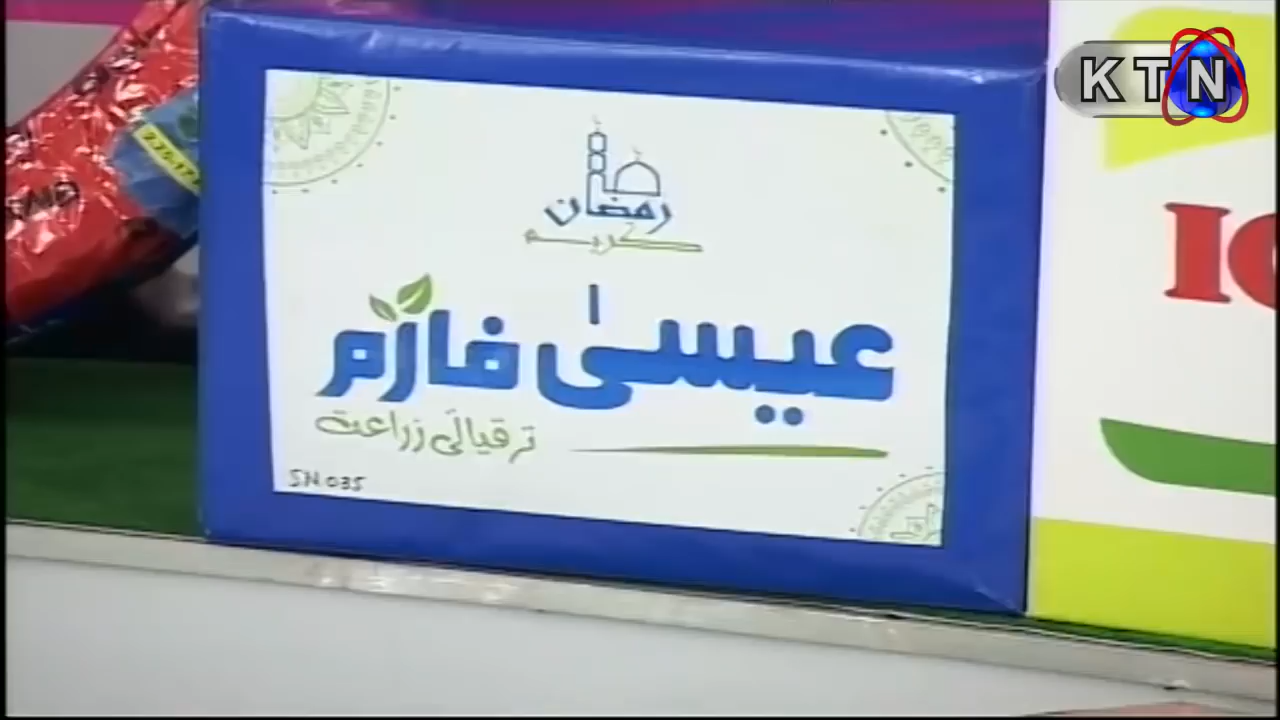 KTN
رمضان
کریم
عیسیٰ فارم
ترقیاتی زراعت
SN.035